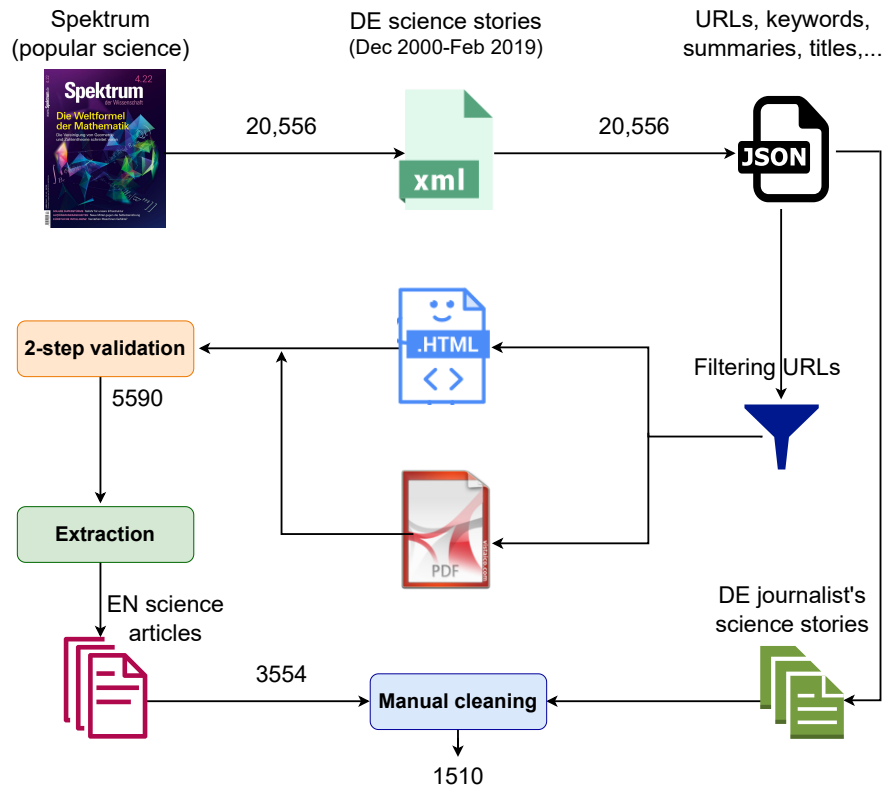 Spektrum
(popular science)
DE science stories
(Dec 2000-Feb 2019)
URLs, keywords,
summaries, titles,...
4.22
Spektrum
der Wissenschaft
Die Weltformel
der Mathematik
20,556
xml
20,556
JSON
2-step validation
.HTML
Filtering URLs
5590
Extraction
PDF
EN science
articles
DE journalist's
science stories
3554
Manual cleaning
1510